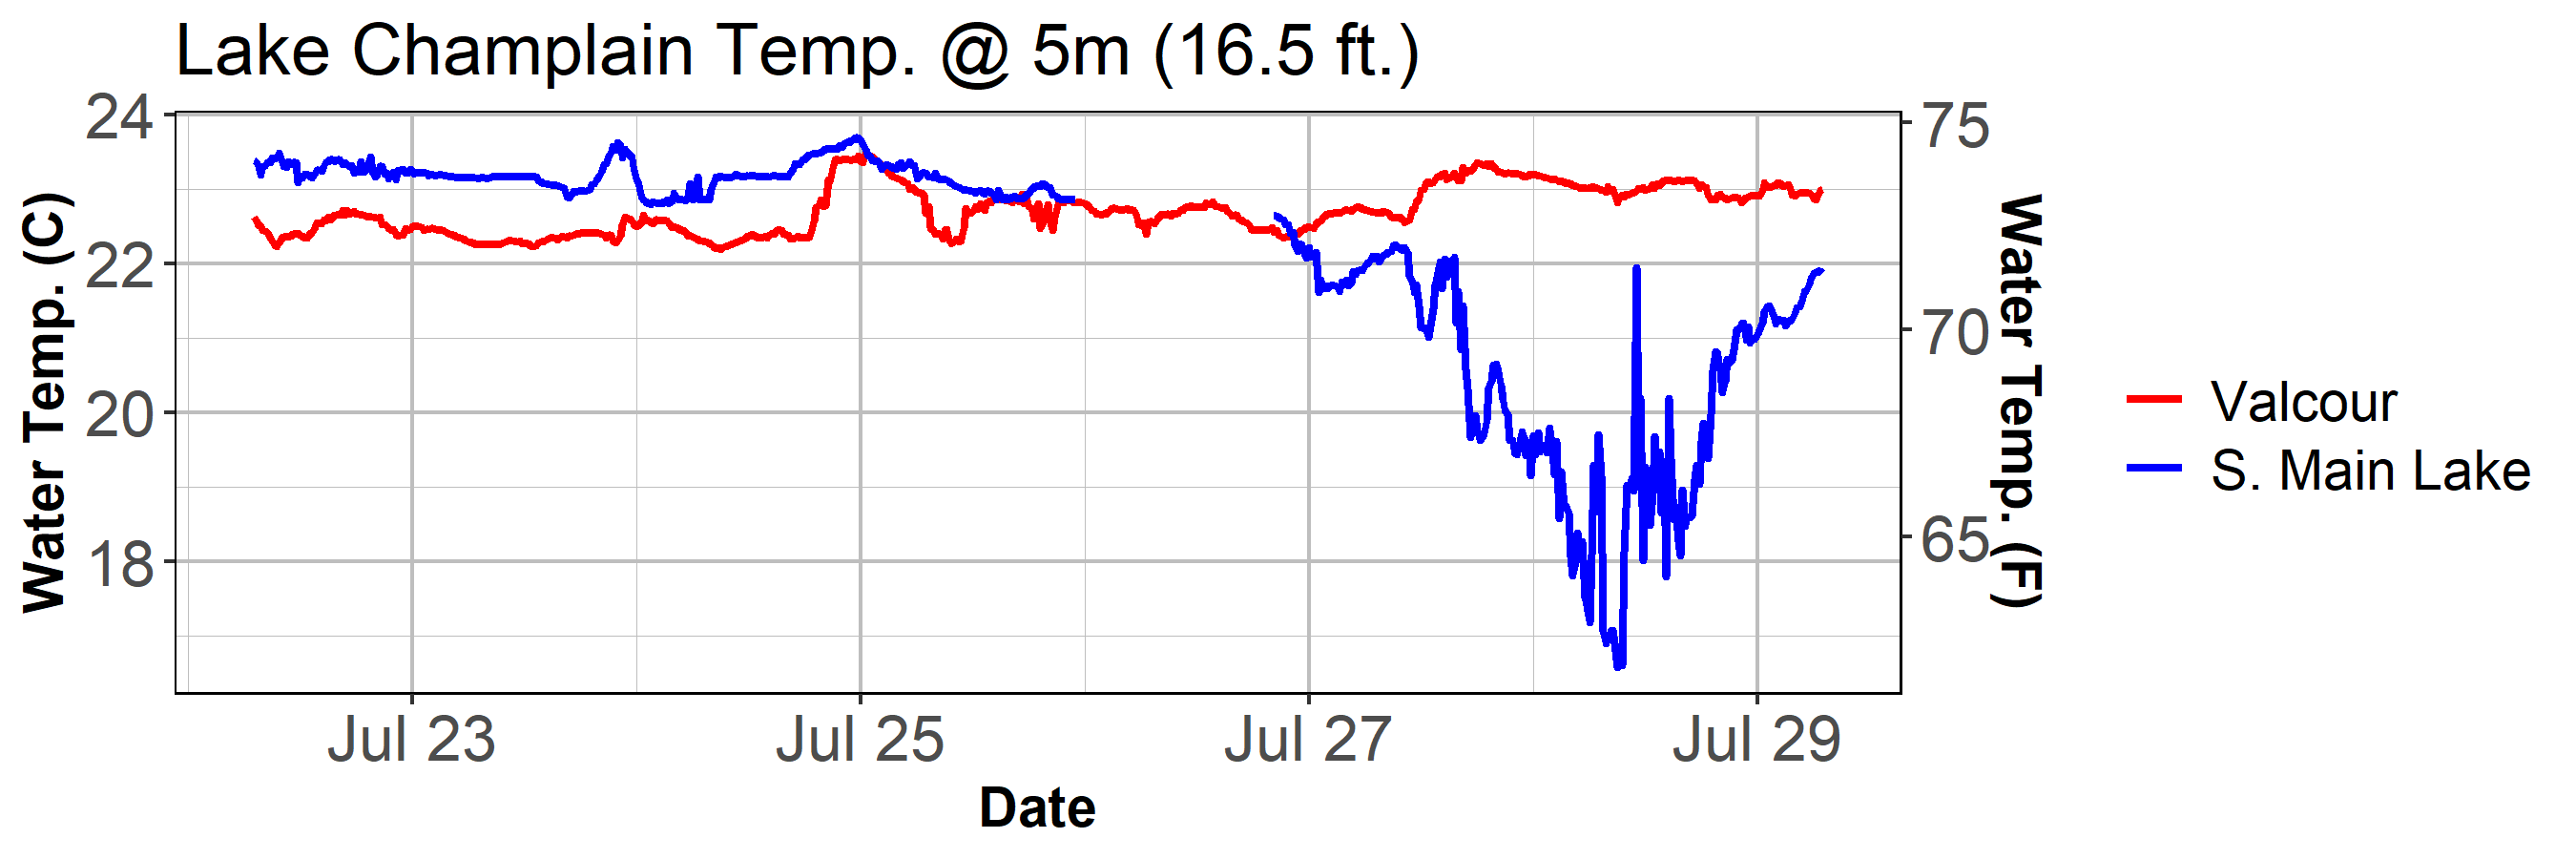 Lake Champlain Temp. @ 5m (16.5 ft.)
Water Temp. (C)
24
22
20
18
75
70
65
Water Temp. (F)
Jul 23
Jul 25
Jul 27
Jul 29
Date
Valcour
S. Main Lake